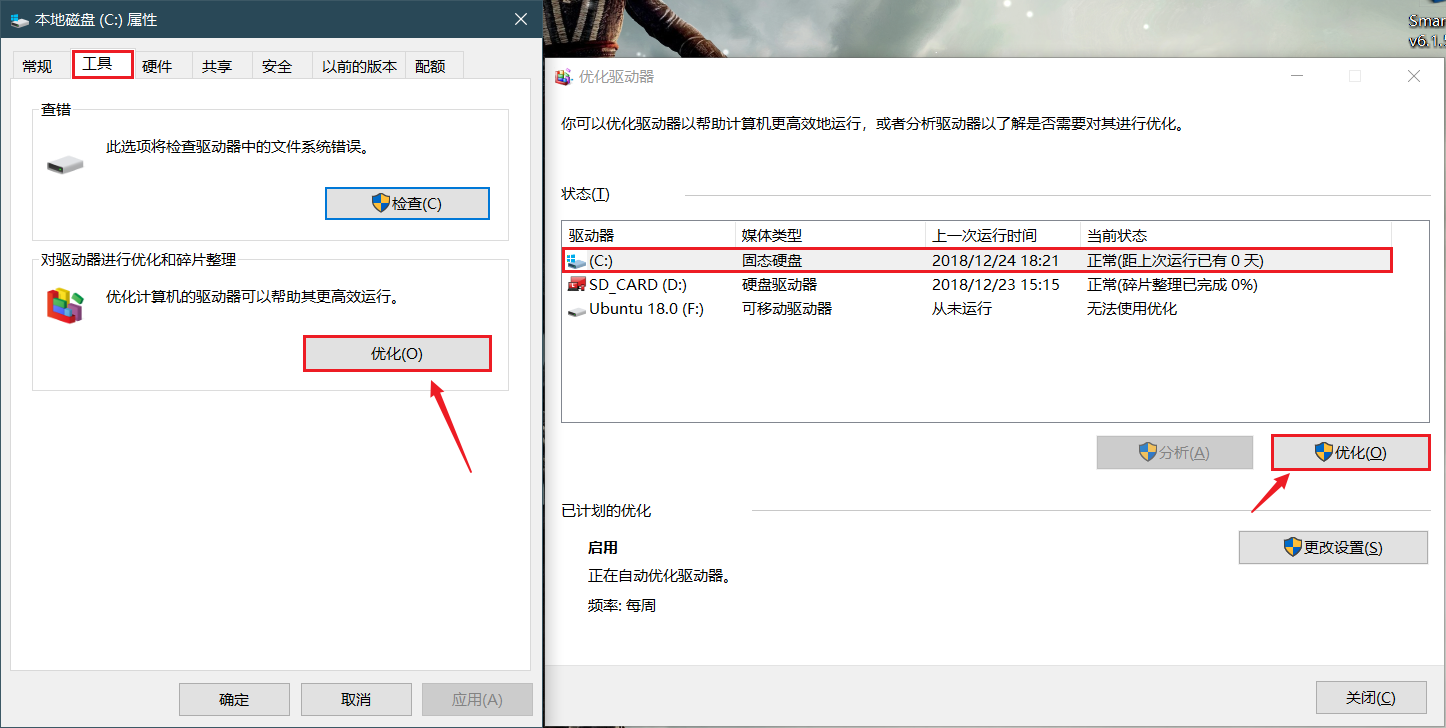 本地磁盘 (C:) 属性
常规 工具 硬件 共享 安全 以前的版本 配额
查错
此选项将检查驱动器中的文件系统错误。
检查(C)
对驱动器进行优化和碎片整理
优化计算机的驱动器可以帮助其更高效运行。
优化(O)
确定 取消 应用(A)
Smar
v6.1.5
优化驱动器
你可以优化驱动器以帮助计算机更高效地运行，或者分析驱动器以了解是否需要对其进行优化。
状态(T)
驱动器 媒体类型 上一次运行时间 当前状态
(C:) 固态硬盘 2018/12/24 18:21 正常(距上次运行已有 0 天)
SD_CARD (D:) 硬盘驱动器 2018/12/23 15:15 正常(碎片整理已完成 0%)
Ubuntu 18.0 (F:) 可移动驱动器 从未运行 无法使用优化
分析(A) 优化(O)
已计划的优化
启用
正在自动优化驱动器。
频率: 每周
更改设置(S)
关闭(C)